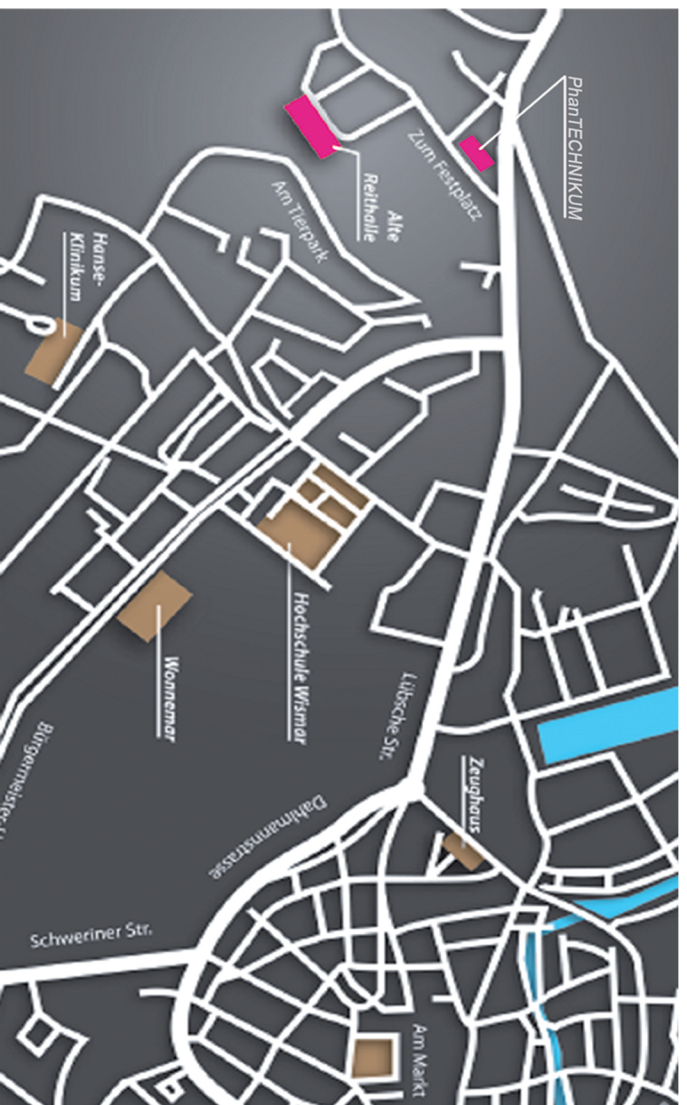 PhanTECHNIKUM
Zum Festplatz
Alte
Reithalle
Am Tierpark
Hanse-
Klinikum
Hochschule Wismar
Wonnemar
Lübsche Str.
Bürgermeister-
Zeughaus
Dahlmannstrasse
Schweriner Str.
Am Markt